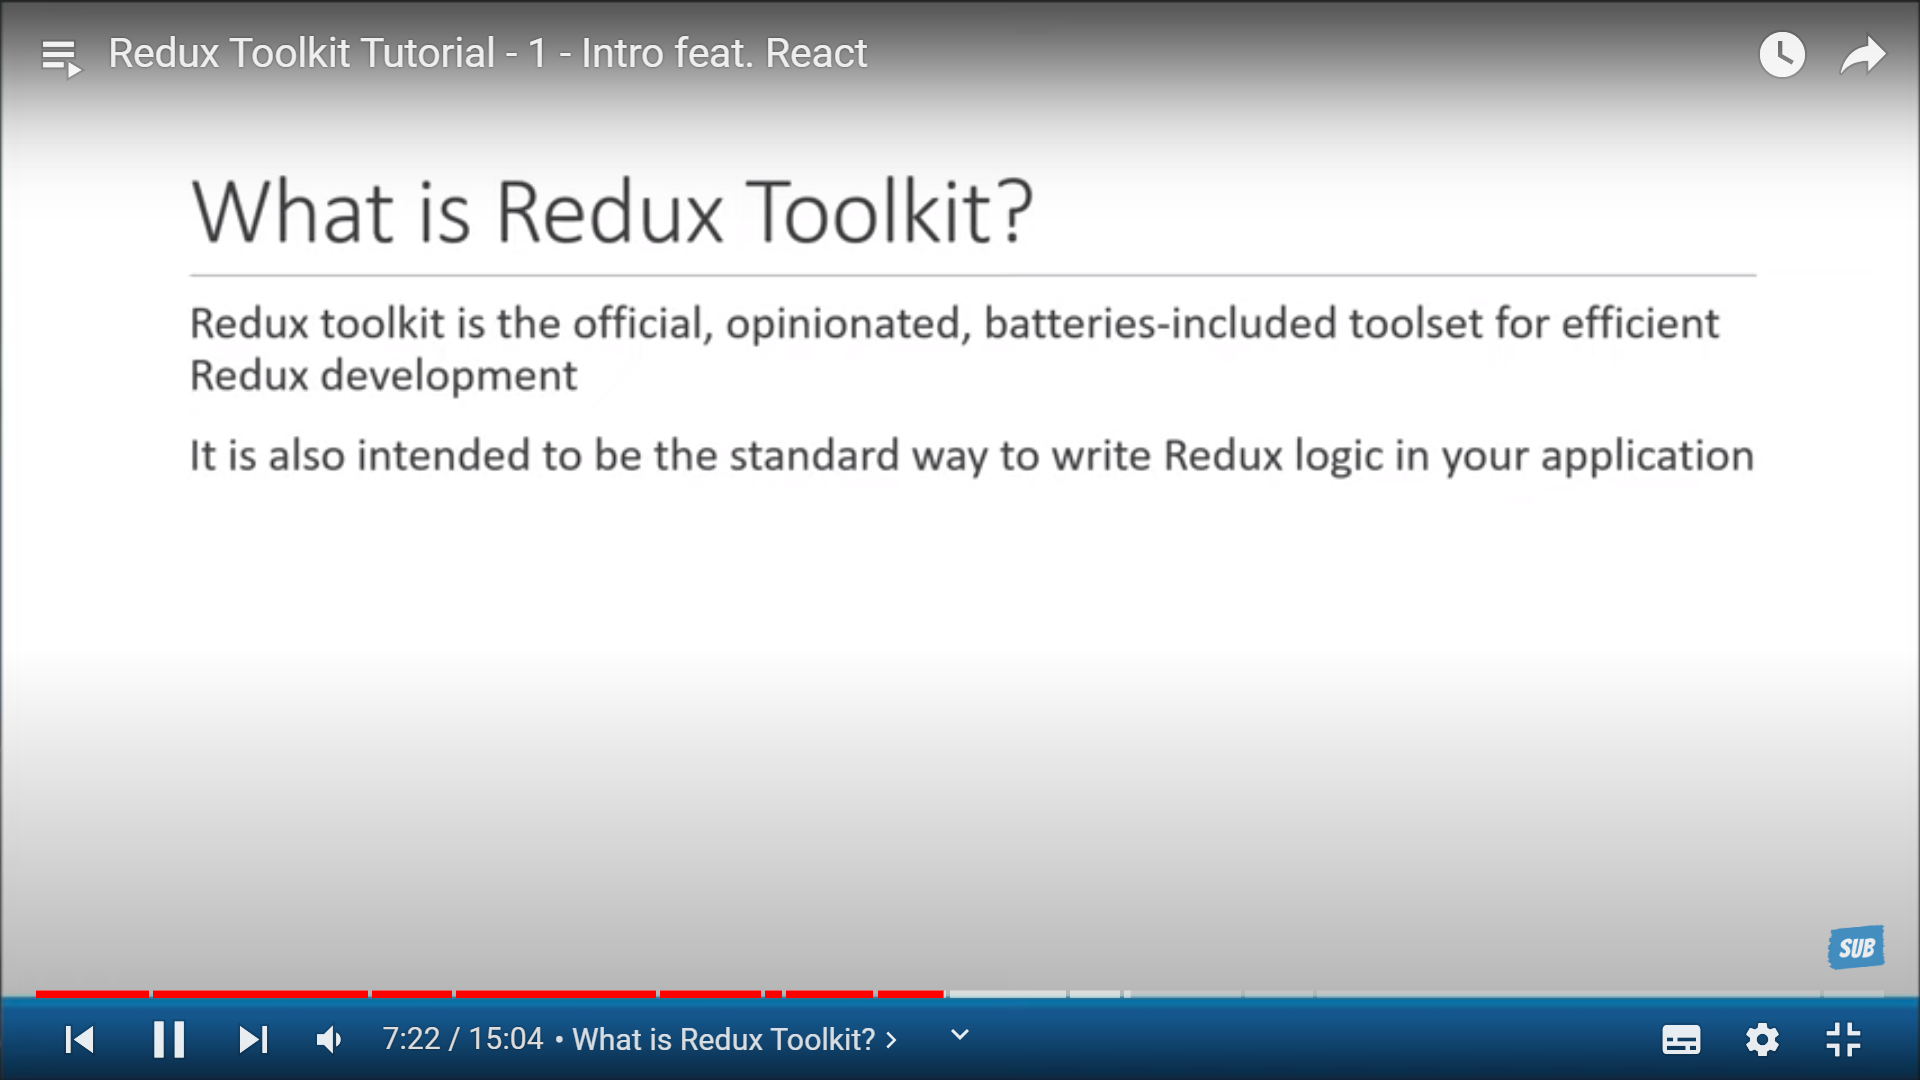 Redux Toolkit Tutorial - 1 - Intro feat. React
What is Redux Toolkit?
Redux toolkit is the official, opinionated, batteries-included toolset for efficient
Redux development
It is also intended to be the standard way to write Redux logic in your application
SUB
7:22 / 15:04 • What is Redux Toolkit? ›